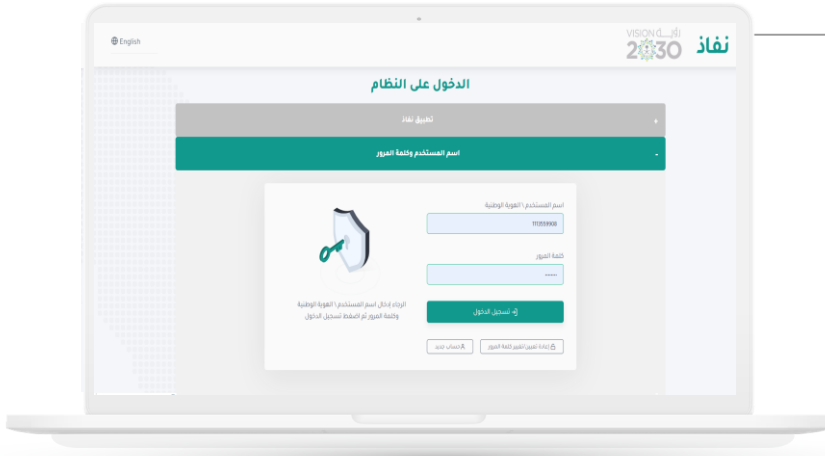 English
VISION رؤيـــة
2030
نفاذ
الدخول على النظام
تطبيق نفاذ
+
اسم المستخدم وكلمة المرور
-
اسم المستخدم \ الهوية الوطنية
كلمة المرور
.......
تسجيل الدخول
الرجاء إدخال اسم المستخدم \ الهوية الوطنية
وكلمة المرور ثم اضغط تسجيل الدخول
إعادة تعيين/تغيير كلمة المرور
حساب جديد